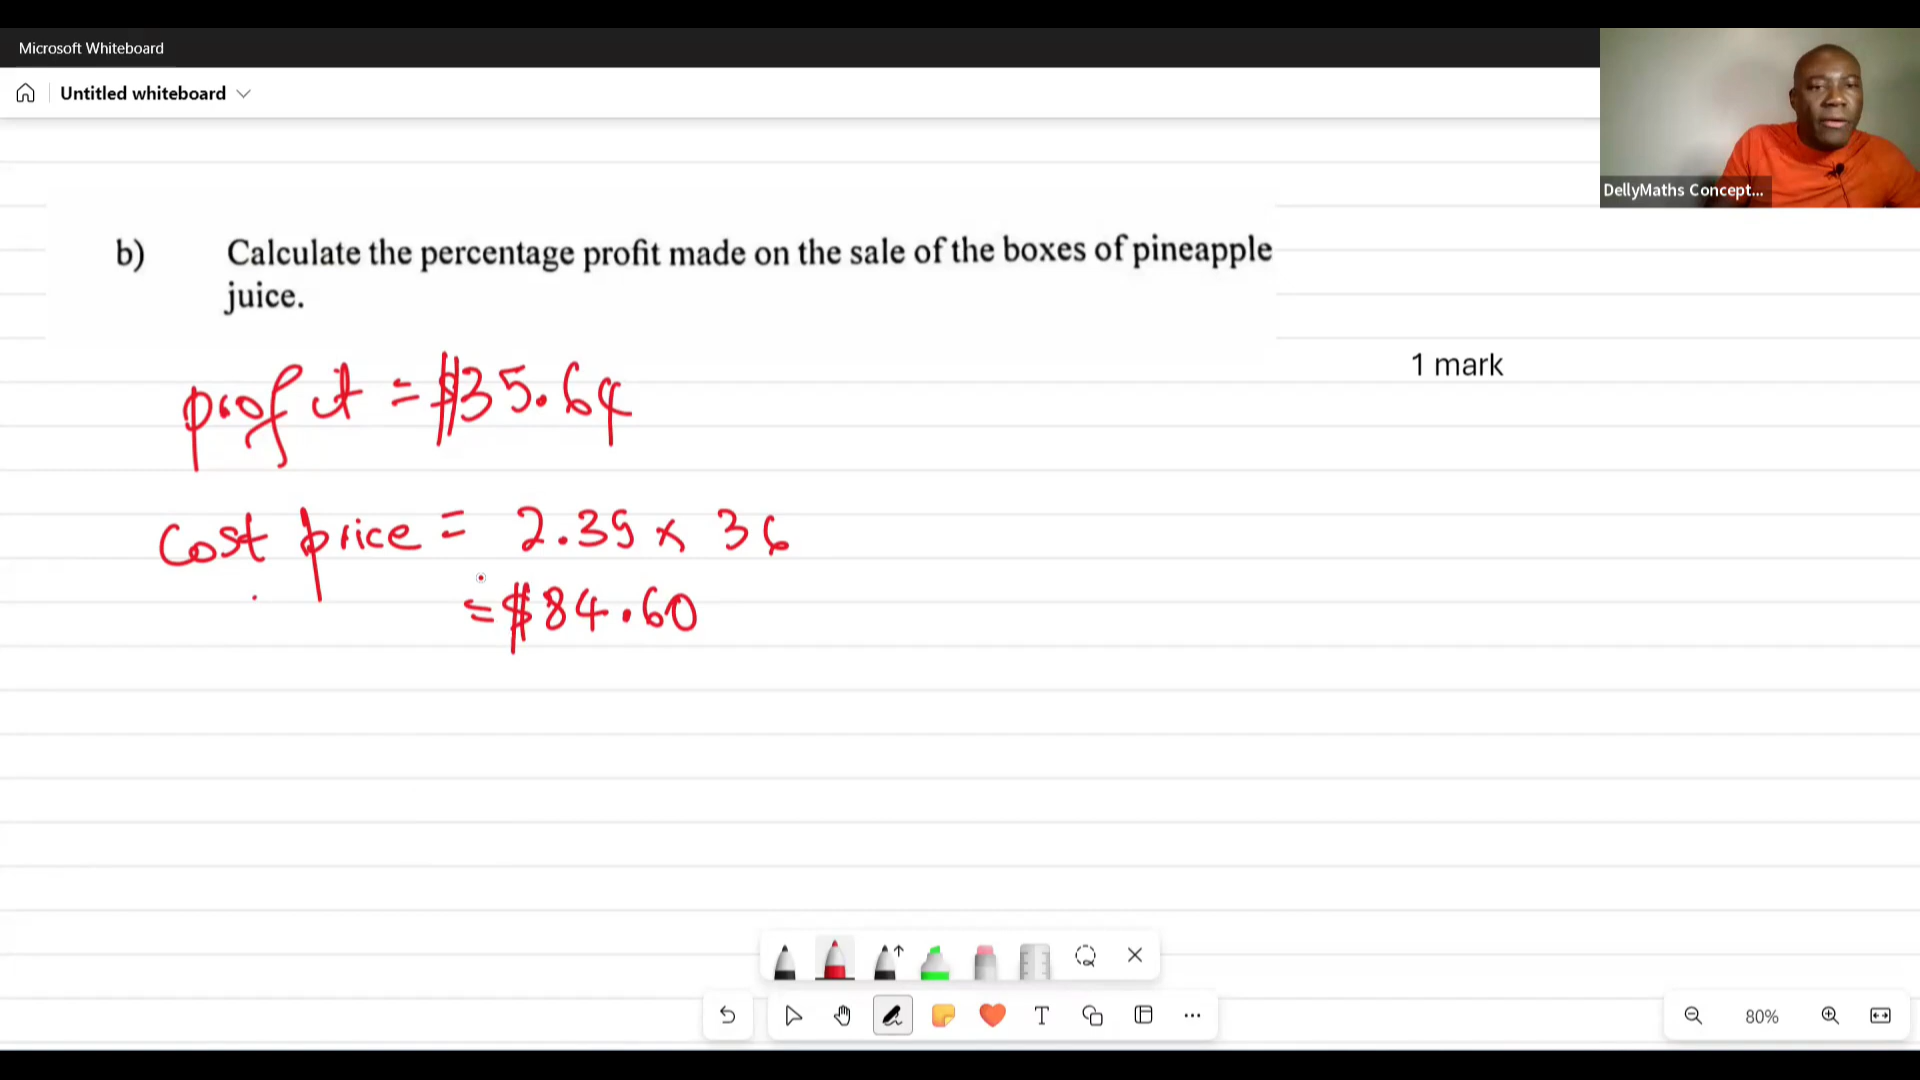 Microsoft Whiteboard
Untitled whiteboard
DellyMaths Concept...
b) Calculate the percentage profit made on the sale of the boxes of pineapple
juice.
1 mark
profit = $35.64
Cost price = 2.35 x 36
= $84.60
80%